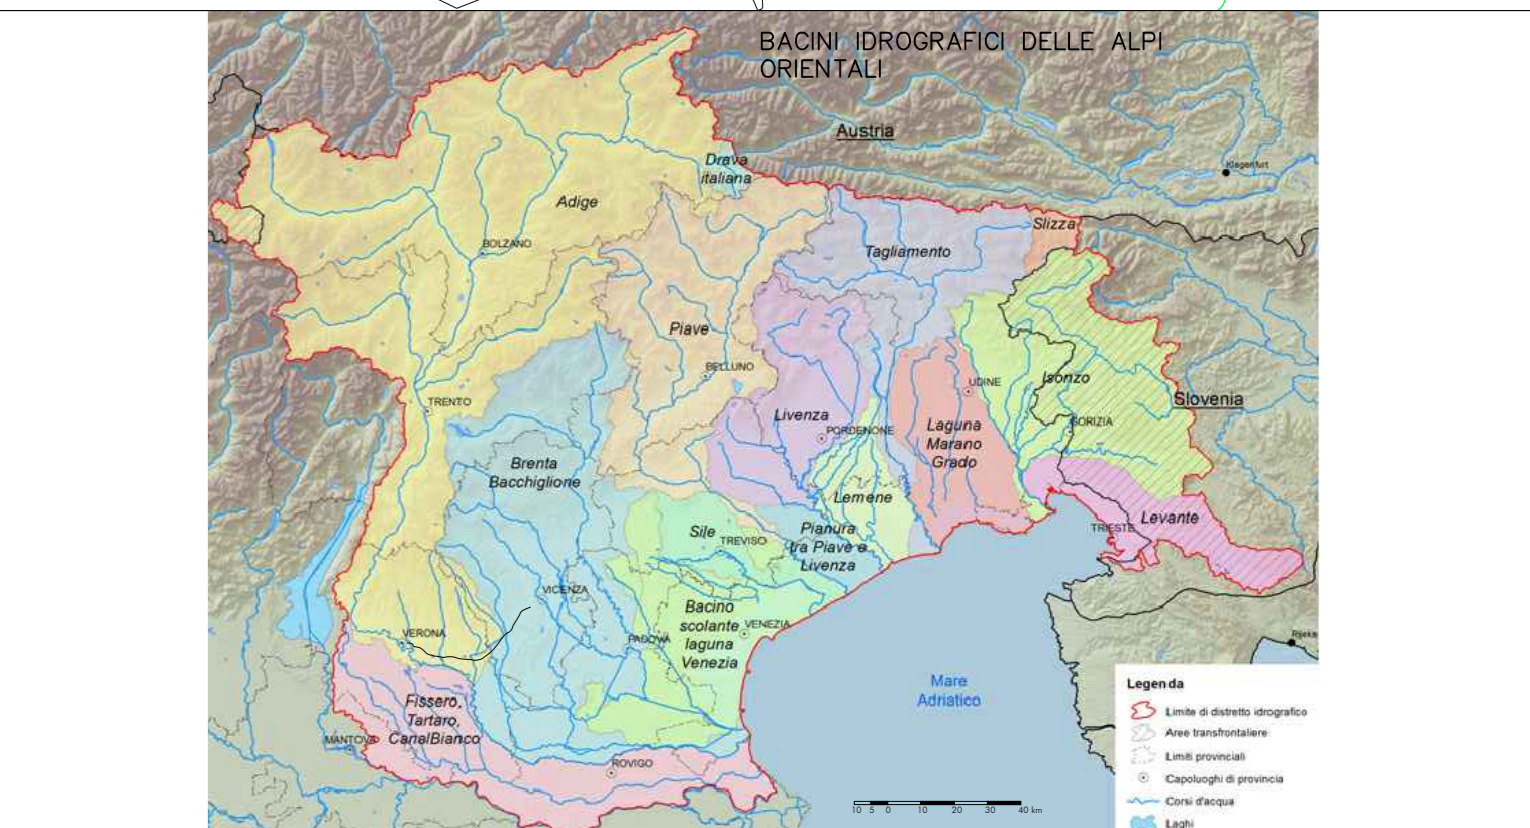 BACINI IDROGRAFICI DELLE ALPI
ORIENTALI
Austria
Klagenfurt
Drava
italiana
Adige
Slizza
BOLZANO
Tagliamento
Piave
BELLUNO
Isonzo
UDINE
Slovenia
TRENTO
Livenza
GORIZIA
PORDENONE
Laguna
Marano
Grado
Brenta
Bacchiglione
Lemene
Levante
TRIESTE
Sile
TREVISO
Pianura
tra Piave e
Livenza
VICENZA
Bacino
scolante
laguna
Venezia
VENEZIA
VERONA
PADOVA
Rijeka
Mare
Adriatico
Fissero,
Tartaro,
CanalBianco
MANTOVA
ROVIGO
10 5 0 10 20 30 40 km
Legenda
Limite di distretto idrografico
Aree transfrontaliere
Limiti provinciali
Capoluoghi di provincia
Corsi d'acqua
Laghi